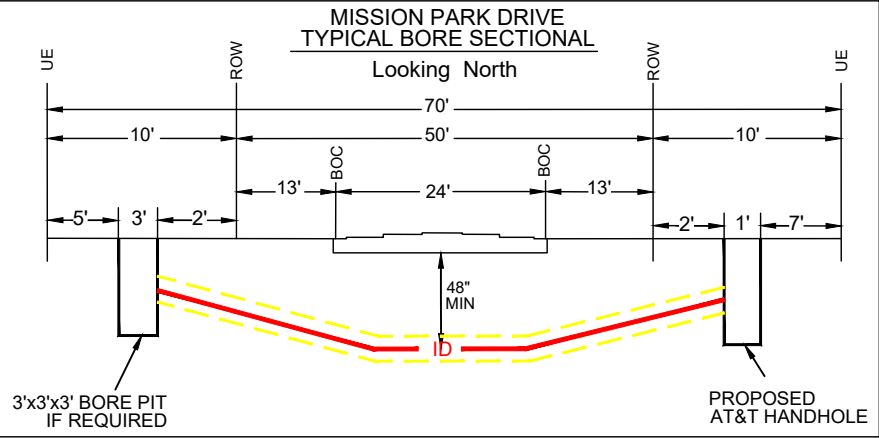 MISSION PARK DRIVE
TYPICAL BORE SECTIONAL
Looking North
UE
ROW
ROW
UE
70'
10'
50'
10'
BOC
BOC
13'
24'
13'
5'
3'
2'
2'
1'
7'
48"
MIN
ID
3'x3'x3' BORE PIT
IF REQUIRED
PROPOSED
AT&T HANDHOLE